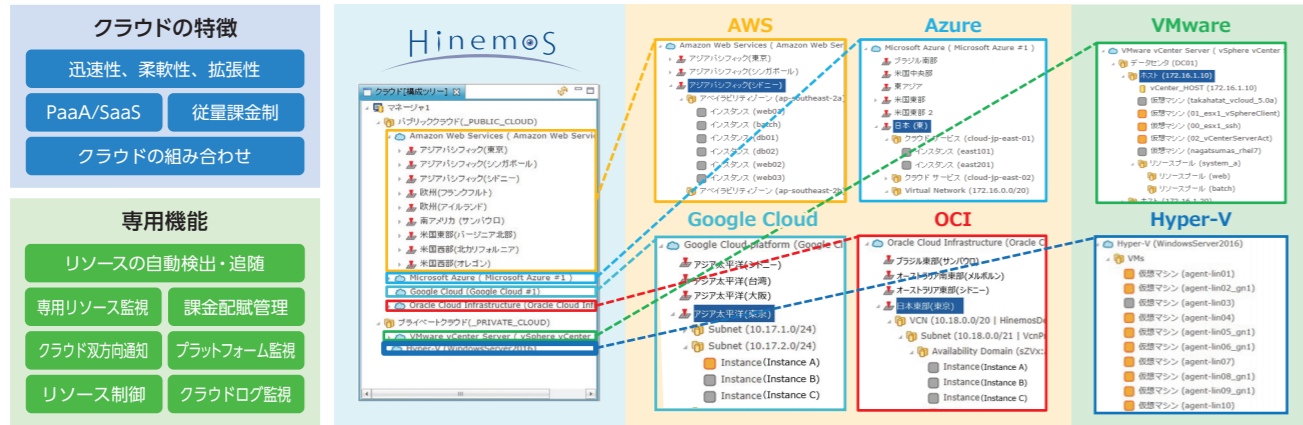 クラウドの特徴
迅速性、柔軟性、拡張性
PaaA/SaaS
従量課金制
クラウドの組み合わせ
専用機能
リソースの自動検出・追随
専用リソース監視
課金配賦管理
クラウド双方向通知
プラットフォーム監視
リソース制御
クラウドログ監視
Hinemos
クラウド[構成ツリー]
マネージャ1
パブリッククラウド(_PUBLIC_CLOUD)
Amazon Web Services ( Amazon Web Servi
アジアパシフィック(東京)
アジアパシフィック(シンガポール)
アジアパシフィック(シドニー)
欧州(フランクフルト)
欧州(アイルランド)
南アメリカ (サンパウロ)
米国東部(バージニア北部)
米国西部(北カリフォルニア)
米国西部(オレゴン)
Microsoft Azure ( Microsoft Azure #1 )
Google Cloud (Google Cloud #1)
Oracle Cloud Infrastructure (Oracle Cloud Inf
プライベートクラウド(_PRIVATE_CLOUD)
VMware vCenter Server ( vSphere vCenter
Hyper-V (WindowsServer2016)
AWS
Amazon Web Services ( Amazon Web Ser
アジアパシフィック(東京)
アジアパシフィック(シンガポール)
アジアパシフィック(シドニー)
アベイラビリティゾーン (ap-southeast-2a)
インスタンス (web01)
インスタンス (batch)
インスタンス (db01)
インスタンス (db02)
インスタンス (web02)
インスタンス (web03)
アベイラビリティゾーン (ap-southeast-2b
Azure
Microsoft Azure ( Microsoft Azure #1 )
ブラジル南部
米国中央部
東アジア
米国東部
米国東部 2
日本 (東)
クラウド サービス (cloud-jp-east-01)
インスタンス (east101)
インスタンス (east201)
クラウド サービス (cloud-jp-east-02)
Virtual Network (172.16.0.0/20)
VMware
VMware vCenter Server ( vSphere vCenter
データセンタ (DC01)
ホスト (172.16.1.10)
vCenter_HOST (172.16.1.10)
仮想マシン (takahatat_vcloud_5.0a)
仮想マシン (01_esx1_vSphereClient)
仮想マシン (00_esx1_ssh)
仮想マシン (02_vCenterServerAct)
仮想マシン (nagatsumas_rhel7)
リソースプール (system_a)
リソースプール (web)
リソースプール (batch)
ホスト (172.16.1.20)
Google Cloud
Google Cloud platform (Google Cl
アジア太平洋(シドニー)
アジア太平洋(台湾)
アジア太平洋(大阪)
アジア太平洋(東京)
Subnet (10.17.1.0/24)
Subnet (10.17.2.0/24)
Instance(Instance A)
Instance(Instance B)
Instance(Instance C)
OCI
Oracle Cloud Infrastructure (Oracle C
ブラジル東部(サンパウロ)
オーストラリア南東部(メルボルン)
オーストラリア東部(シドニー)
日本東部(東京)
VCN (10.18.0.0/20 | HinemosDe
Subnet (10.18.0.0/21 | VcnP
Availability Domain (sZVx:
Instance(Instance A)
Instance(Instance B)
Instance(Instance C)
Hyper-V
Hyper-V (WindowsServer2016)
VMs
仮想マシン (agent-lin01)
仮想マシン (agent-lin02_gn1)
仮想マシン (agent-lin03)
仮想マシン (agent-lin04)
仮想マシン (agent-lin05_gn1)
仮想マシン (agent-lin06_gn1)
仮想マシン (agent-lin07)
仮想マシン (agent-lin08_gn1)
仮想マシン (agent-lin09_gn1)
仮想マシン (agent-lin10)